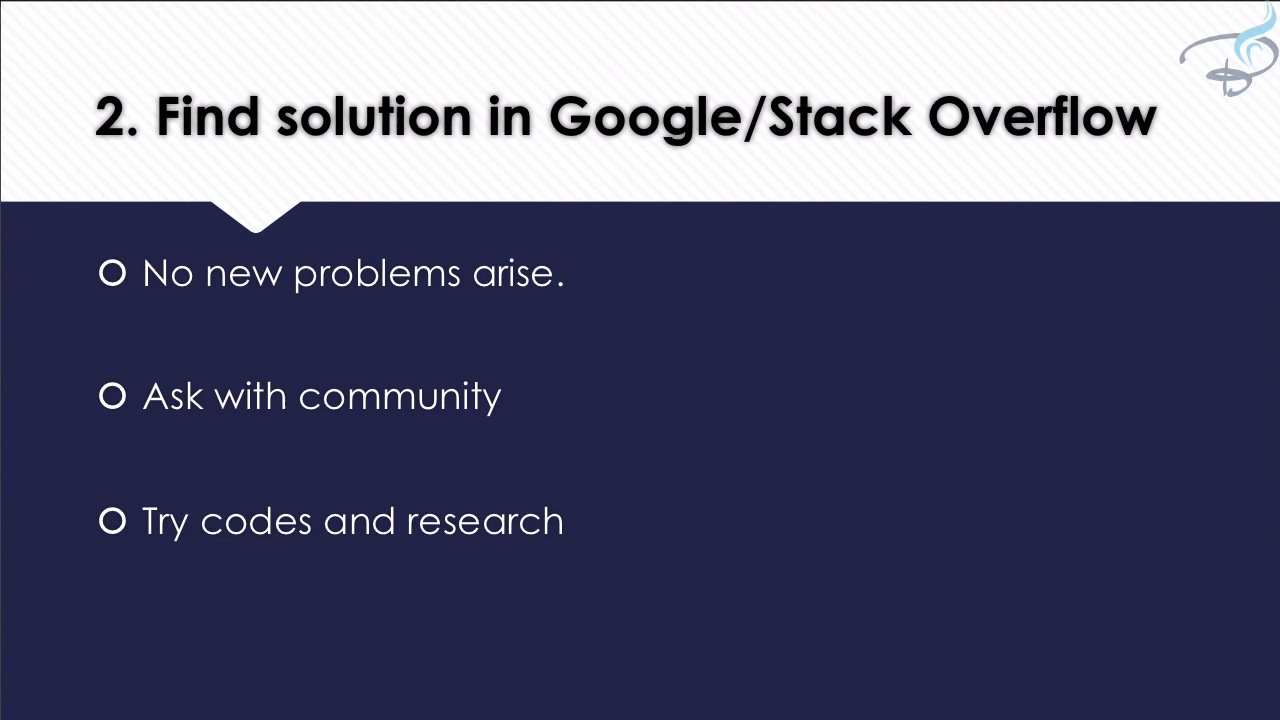 2. Find solution in Google/Stack Overflow
No new problems arise.
Ask with community
Try codes and research